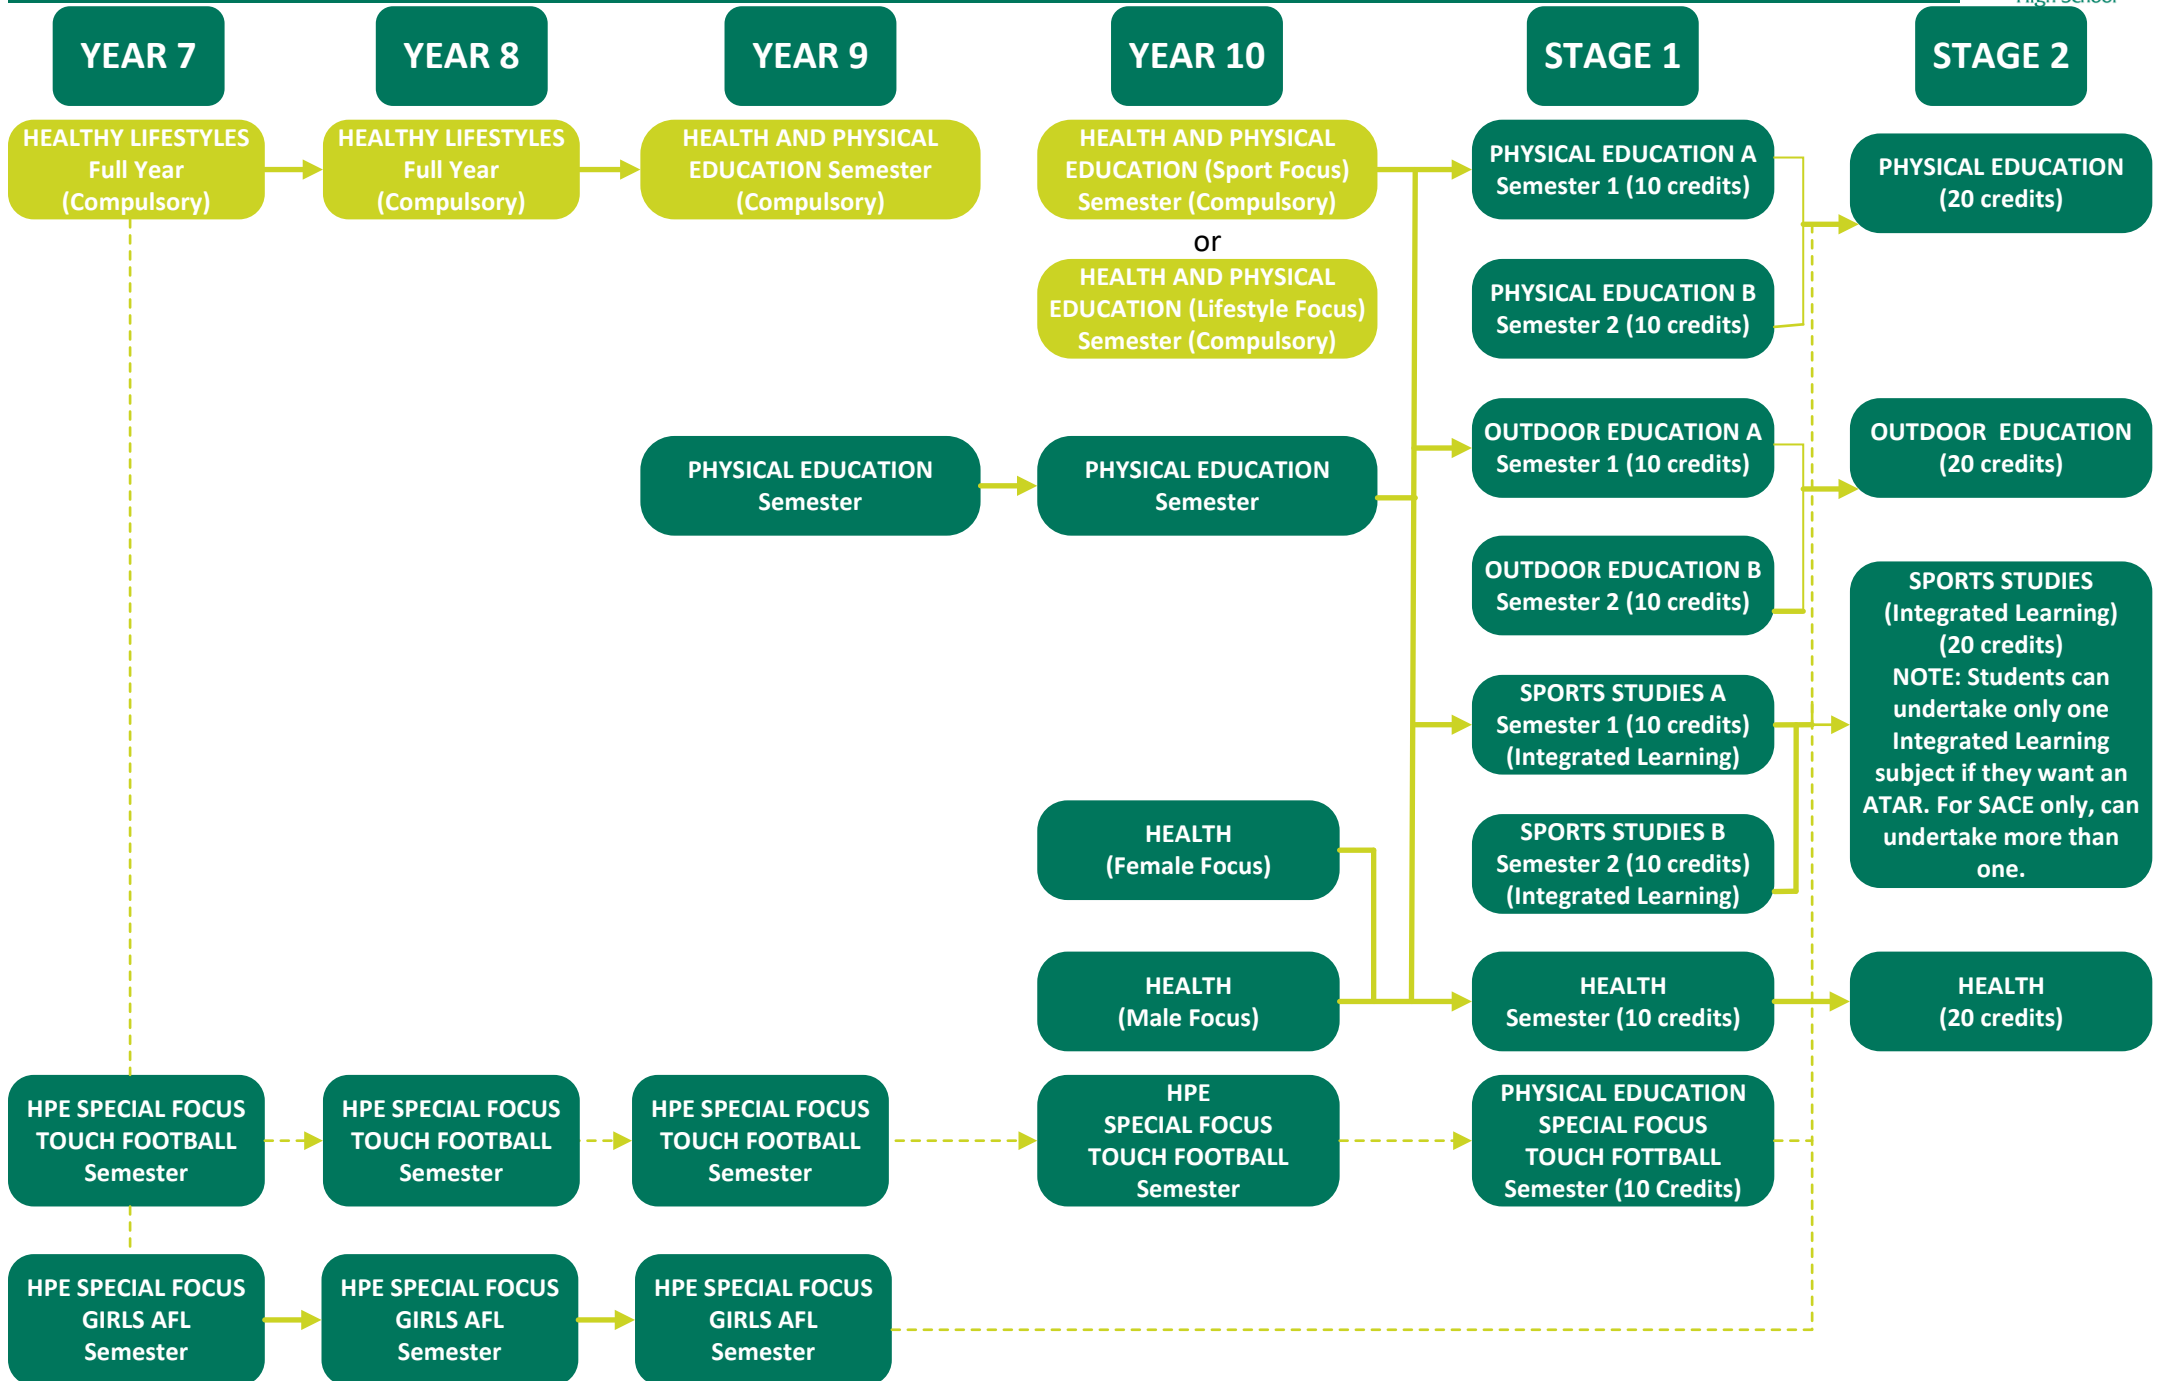 High School
YEAR 7
YEAR 8
YEAR 9
YEAR 10
STAGE 1
STAGE 2
HEALTHY LIFESTYLES
Full Year
(Compulsory)
HEALTHY LIFESTYLES
Full Year
(Compulsory)
HEALTH AND PHYSICAL
EDUCATION Semester
(Compulsory)
HEALTH AND PHYSICAL
EDUCATION (Sport Focus)
Semester (Compulsory)
or
HEALTH AND PHYSICAL
EDUCATION (Lifestyle Focus)
Semester (Compulsory)
PHYSICAL EDUCATION A
Semester 1 (10 credits)
PHYSICAL EDUCATION
(20 credits)
PHYSICAL EDUCATION B
Semester 2 (10 credits)
PHYSICAL EDUCATION
Semester
PHYSICAL EDUCATION
Semester
OUTDOOR EDUCATION A
Semester 1 (10 credits)
OUTDOOR  EDUCATION
(20 credits)
OUTDOOR EDUCATION B
Semester 2 (10 credits)
SPORTS STUDIES
(Integrated Learning)
(20 credits)
NOTE: Students can
undertake only one
Integrated Learning
subject if they want an
ATAR. For SACE only, can
undertake more than
one.
SPORTS STUDIES A
Semester 1 (10 credits)
(Integrated Learning)
HEALTH
(Female Focus)
SPORTS STUDIES B
Semester 2 (10 credits)
(Integrated Learning)
HEALTH
(Male Focus)
HEALTH
Semester (10 credits)
HEALTH
(20 credits)
HPE SPECIAL FOCUS
TOUCH FOOTBALL
Semester
HPE SPECIAL FOCUS
TOUCH FOOTBALL
Semester
HPE SPECIAL FOCUS
TOUCH FOOTBALL
Semester
HPE
SPECIAL FOCUS
TOUCH FOOTBALL
Semester
PHYSICAL EDUCATION
SPECIAL FOCUS
TOUCH FOTTBALL
Semester (10 Credits)
HPE SPECIAL FOCUS
GIRLS AFL
Semester
HPE SPECIAL FOCUS
GIRLS AFL
Semester
HPE SPECIAL FOCUS
GIRLS AFL
Semester